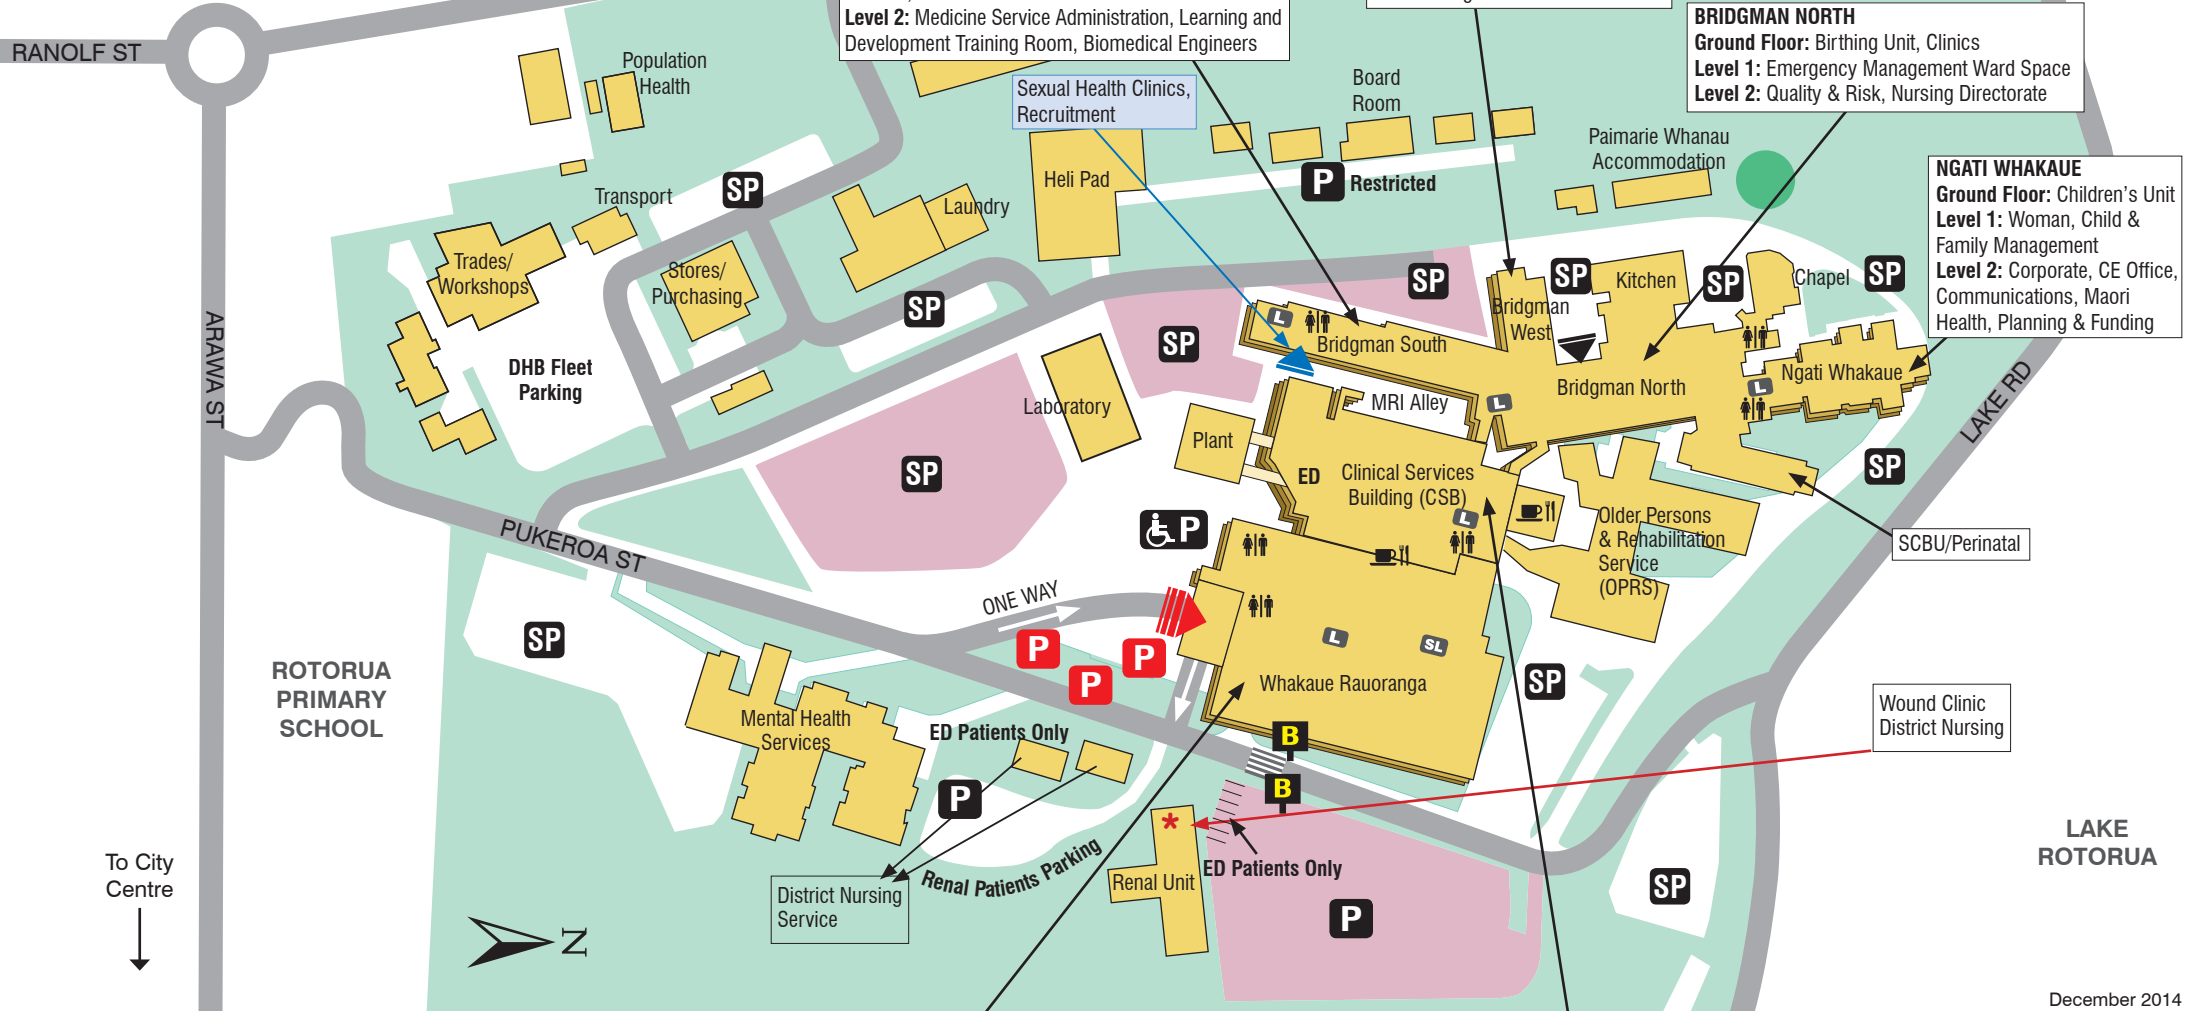 RANOLF ST
Level 2: Medicine Service Administration, Learning and
Development Training Room, Biomedical Engineers
BRIDGMAN NORTH
Ground Floor: Birthing Unit, Clinics
Level 1: Emergency Management Ward Space
Level 2: Quality & Risk, Nursing Directorate
Population
Health
Sexual Health Clinics,
Recruitment
Board
Room
Paimarie Whanau
Accommodation
NGATI WHAKAUE
Ground Floor: Children's Unit
Level 1: Woman, Child &
Family Management
Level 2: Corporate, CE Office,
Communications, Maori
Health, Planning & Funding
Transport
SP
Laundry
Heli Pad
P Restricted
Trades/
Workshops
Stores/
Purchasing
SP
SP
SP
Kitchen
SP
Chapel
SP
Bridgman
West
L
Bridgman South
SP
ARAWA ST
DHB Fleet
Parking
Laboratory
MRI Alley
L
Bridgman North
L
Ngati Whakaue
LAKE RD
Plant
SP
ED
Clinical Services
Building (CSB)
L
SP
PUKEROA ST
P
Older Persons
& Rehabilitation
Service
(OPRS)
SCBU/Perinatal
ONE WAY
SP
P
P
P
L
SL
Whakaue Rauoranga
SP
ROTORUA
PRIMARY
SCHOOL
Mental Health
Services
ED Patients Only
B
B
Wound Clinic
District Nursing
P
*
Renal Patients Parking
Renal Unit
ED Patients Only
District Nursing
Service
P
SP
LAKE
ROTORUA
To City
Centre
N
December 2014